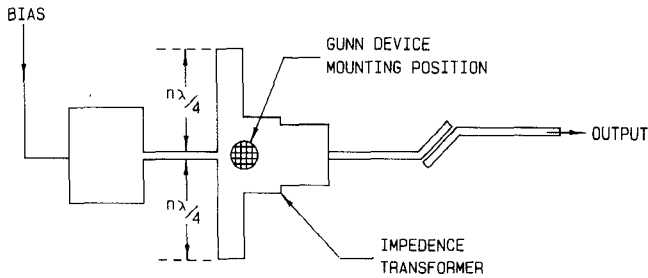 BIAS
GUNN DEVICE
MOUNTING POSITION
nλ/4
OUTPUT
nλ/4
IMPEDENCE
TRANSFORMER